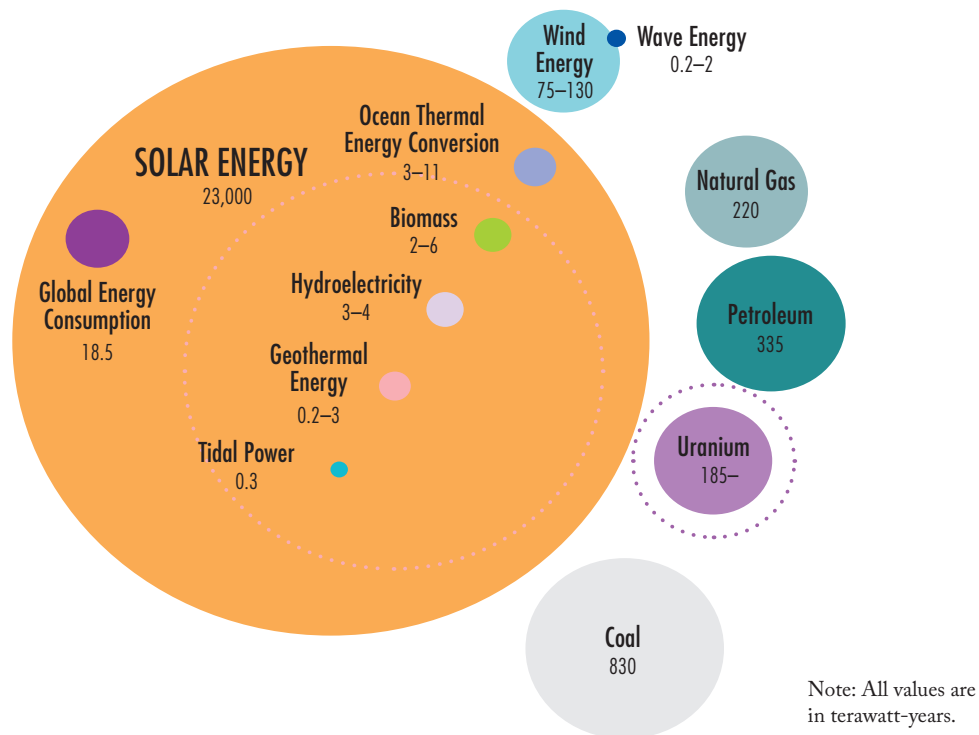 Wind
Energy
75–130
Wave Energy
0.2–2
Ocean Thermal
Energy Conversion
3–11
SOLAR ENERGY
23,000
Natural Gas
220
Biomass
2–6
Global Energy
Consumption
18.5
Hydroelectricity
3–4
Petroleum
335
Geothermal
Energy
0.2–3
Tidal Power
0.3
Uranium
185–
Coal
830
Note: All values are
in terawatt-years.